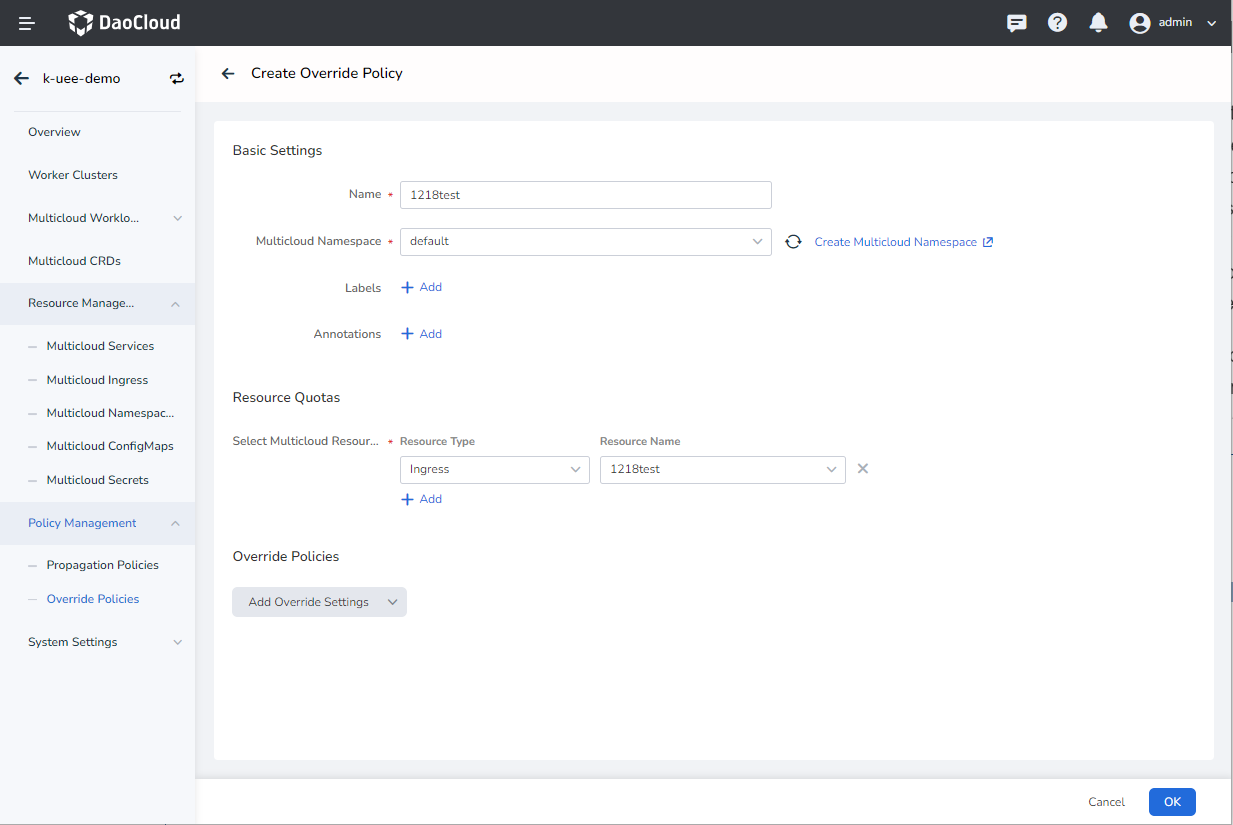 DaoCloud
admin
k-uee-demo
Create Override Policy
Overview
Worker Clusters
Multicloud Worklo...
Multicloud CRDs
Resource Manage...
Multicloud Services
Multicloud Ingress
Multicloud Namespac...
Multicloud ConfigMaps
Multicloud Secrets
Policy Management
Propagation Policies
Override Policies
System Settings
Basic Settings
Name * 1218test
Multicloud Namespace * default Create Multicloud Namespace
Labels + Add
Annotations + Add
Resource Quotas
Select Multicloud Resour... * Resource Type Resource Name
Ingress 1218test
+ Add
Override Policies
Add Override Settings
Cancel OK